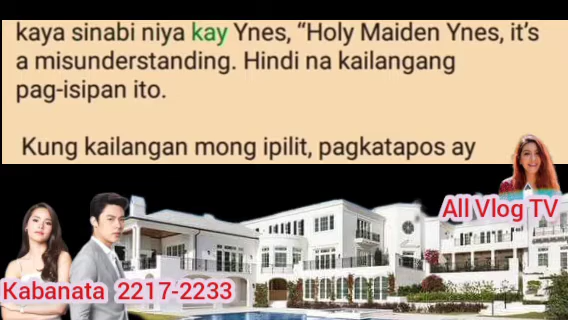 kaya sinabi niya kay Ynes, “Holy Maiden Ynes, it’s
a misunderstanding. Hindi na kailangang
pag-isipan ito.
Kung kailangan mong ipilit, pagkatapos ay
All Vlog TV
Kabanata 2217-2233